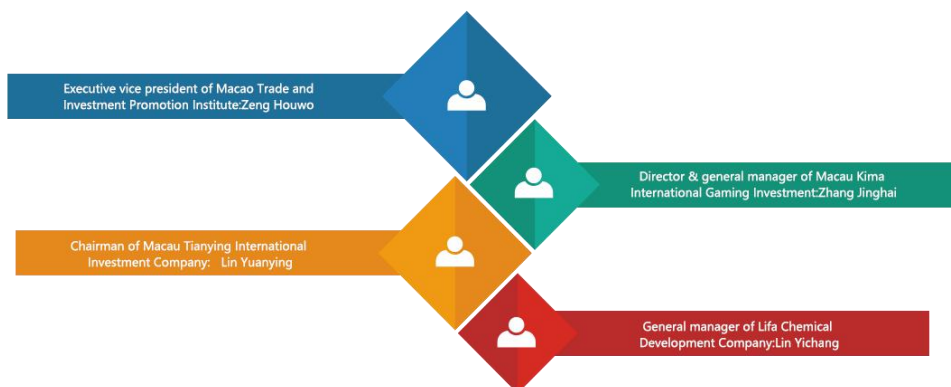 Executive vice president of Macao Trade and
Investment Promotion Institute:Zeng Houwo
Director & general manager of Macau Kima
International Gaming Investment:Zhang Jinghai
Chairman of Macau Tianying International
Investment Company: Lin Yuanying
General manager of Lifa Chemical
Development Company:Lin Yichang